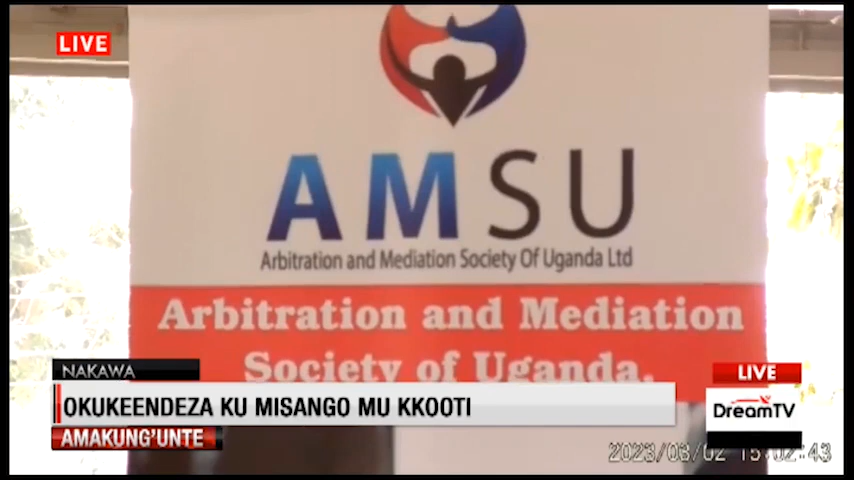 LIVE
AMSU
Arbitration and Mediation Society Of Uganda Ltd
Arbitration and Mediation
Society of Uganda.
NAKAWA
OKUKEENDEZA KU MISANGO MU KKOOTI
AMAKUNG'UNTE
LIVE
DreamTV
2023/03/02 15:02:43